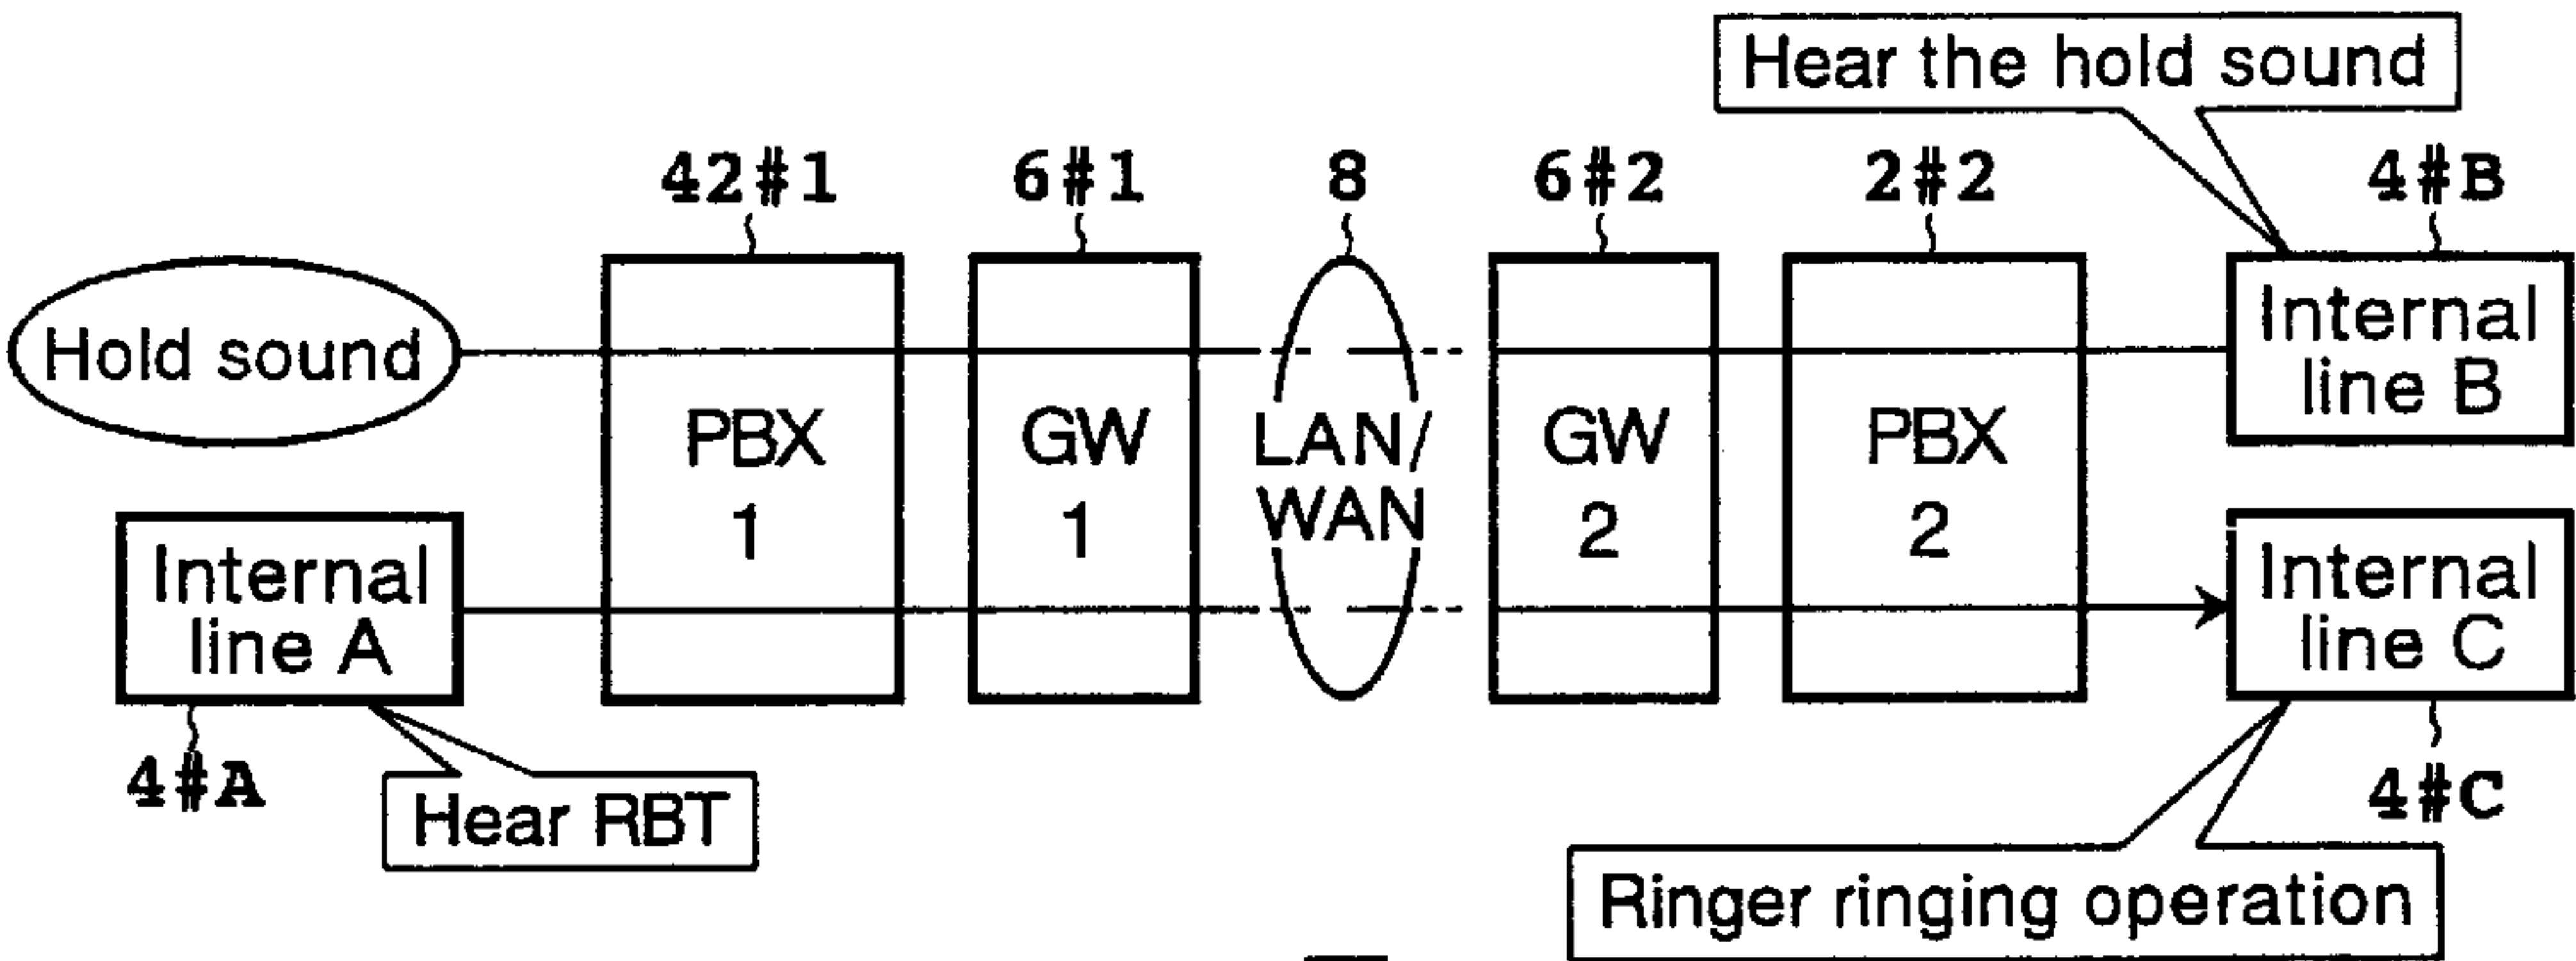 Hear the hold sound
42#1
6#1
8
6#2
2#2
4#B
Hold sound
PBX
1
GW
1
LAN/
WAN
GW
2
PBX
2
Internal
line B
Internal
line A
Internal
line C
4#A
Hear RBT
4#C
Ringer ringing operation